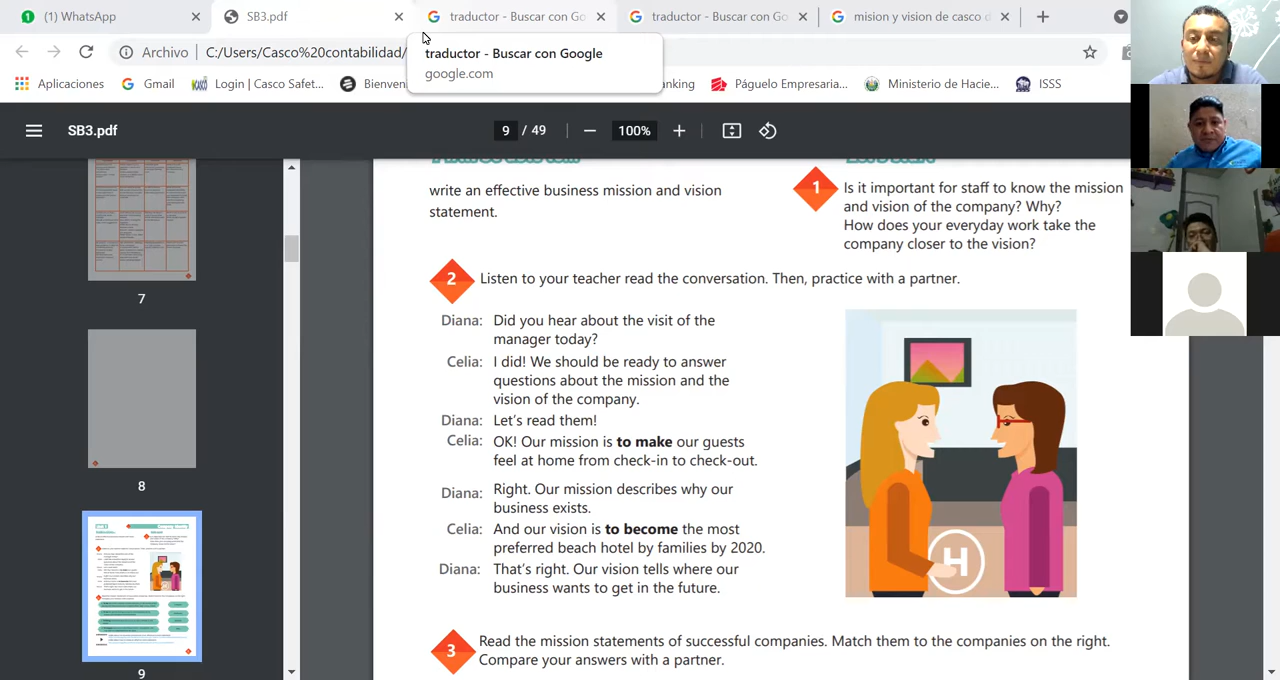 (1) WhatsApp
SB3.pdf
traductor - Buscar con Go
traductor - Buscar con Go
mision y vision de casco d
Archivo
C:/Users/Casco%20contabilidad/
traductor - Buscar con Google
google.com
Aplicaciones
Gmail
Login | Casco Safet...
Bienven
nking
Páguelo Empresaria...
Ministerio de Hacie...
ISSS
SB3.pdf
9 / 49
100%
7
8
9
write an effective business mission and vision
statement.
1
Is it important for staff to know the mission
and vision of the company? Why?
How does your everyday work take the
company closer to the vision?
2
Listen to your teacher read the conversation. Then, practice with a partner.
Diana: Did you hear about the visit of the
manager today?
Celia: I did! We should be ready to answer
questions about the mission and the
vision of the company.
Diana: Let's read them!
Celia: OK! Our mission is to make our guests
feel at home from check-in to check-out.
Diana: Right. Our mission describes why our
business exists.
Celia: And our vision is to become the most
preferred beach hotel by families by 2020.
Diana: That's right. Our vision tells where our
business wants to get in the future.
H
3
Read the mission statements of successful companies. Match them to the companies on the right.
Compare your answers with a partner.